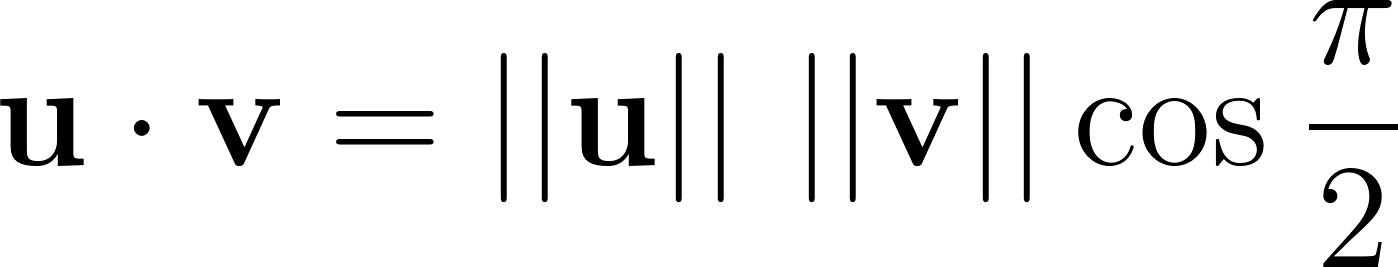 u · v = ||u|| ||v|| cos π/2